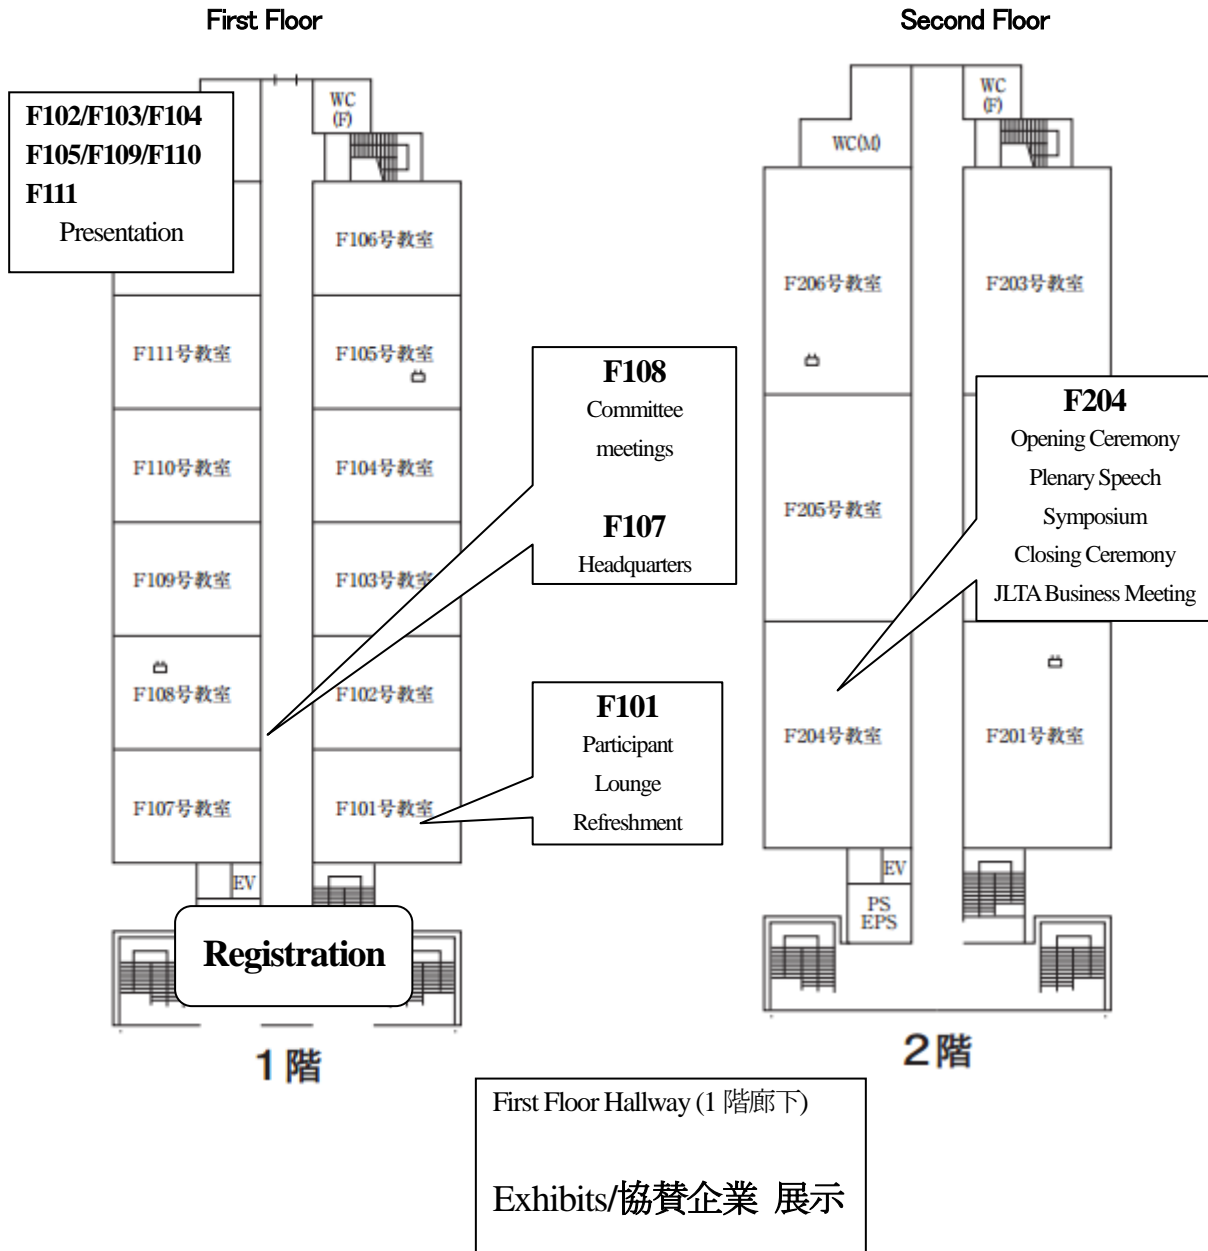 First Floor
Second Floor
WC
(F)
F102/F103/F104
F105/F109/F110
F111
Presentation
F106号教室
F111号教室
F105号教室
F110号教室
F104号教室
F109号教室
F103号教室
F108号教室
F102号教室
F107号教室
F101号教室
EV
Registration
1階
F108
Committee
meetings
F107
Headquarters
F101
Participant
Lounge
Refreshment
WC
(F)
WC(M)
F206号教室
F203号教室
F205号教室
F204
Opening Ceremony
Plenary Speech
Symposium
Closing Ceremony
JLTA Business Meeting
F204号教室
F201号教室
EV
PS
EPS
2階
First Floor Hallway (1 階廊下)
Exhibits/協賛企業 展示